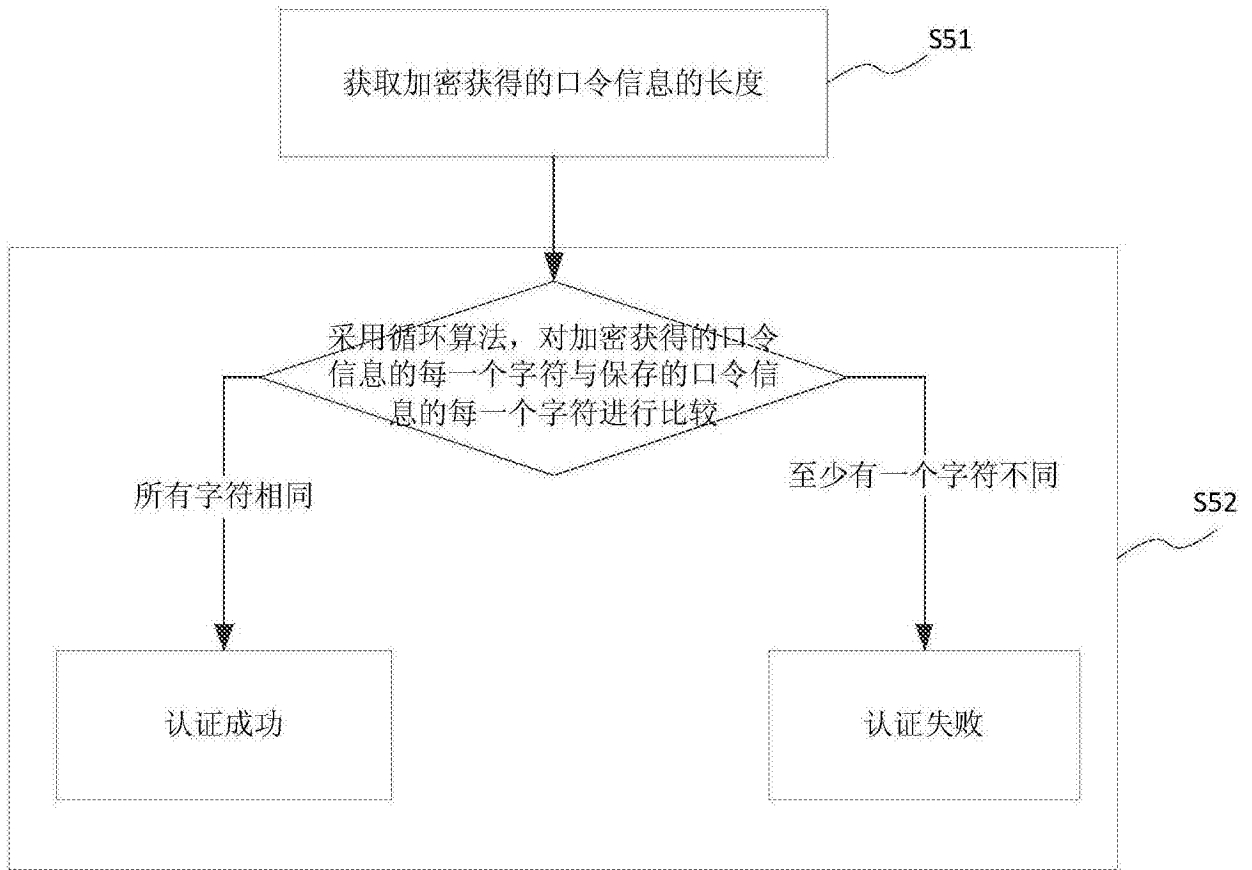 S51
获取加密获得的口令信息的长度
采用循环算法，对加密获得的口令
信息的每一个字符与保存的口令信
息的每一个字符进行比较
所有字符相同
至少有一个字符不同
S52
认证成功
认证失败